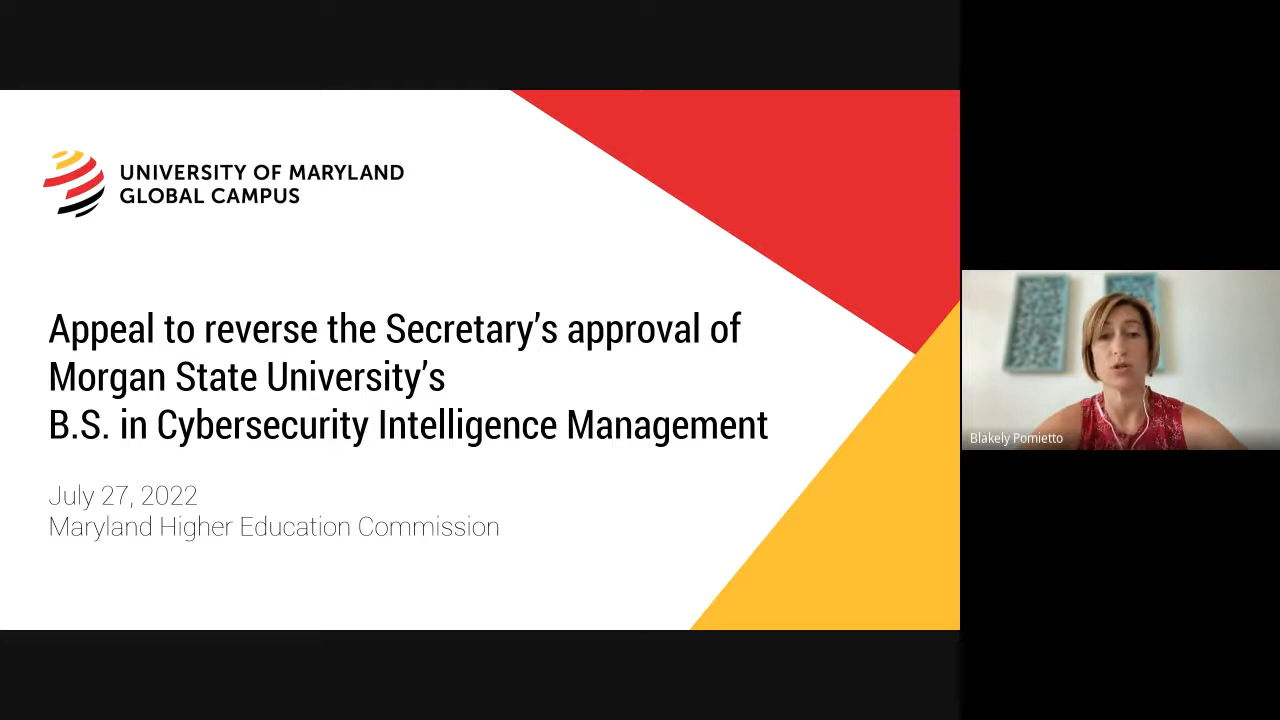 UNIVERSITY OF MARYLAND
GLOBAL CAMPUS
Appeal to reverse the Secretary’s approval of
Morgan State University’s
B.S. in Cybersecurity Intelligence Management
July 27, 2022
Maryland Higher Education Commission
Blakely Pomietto